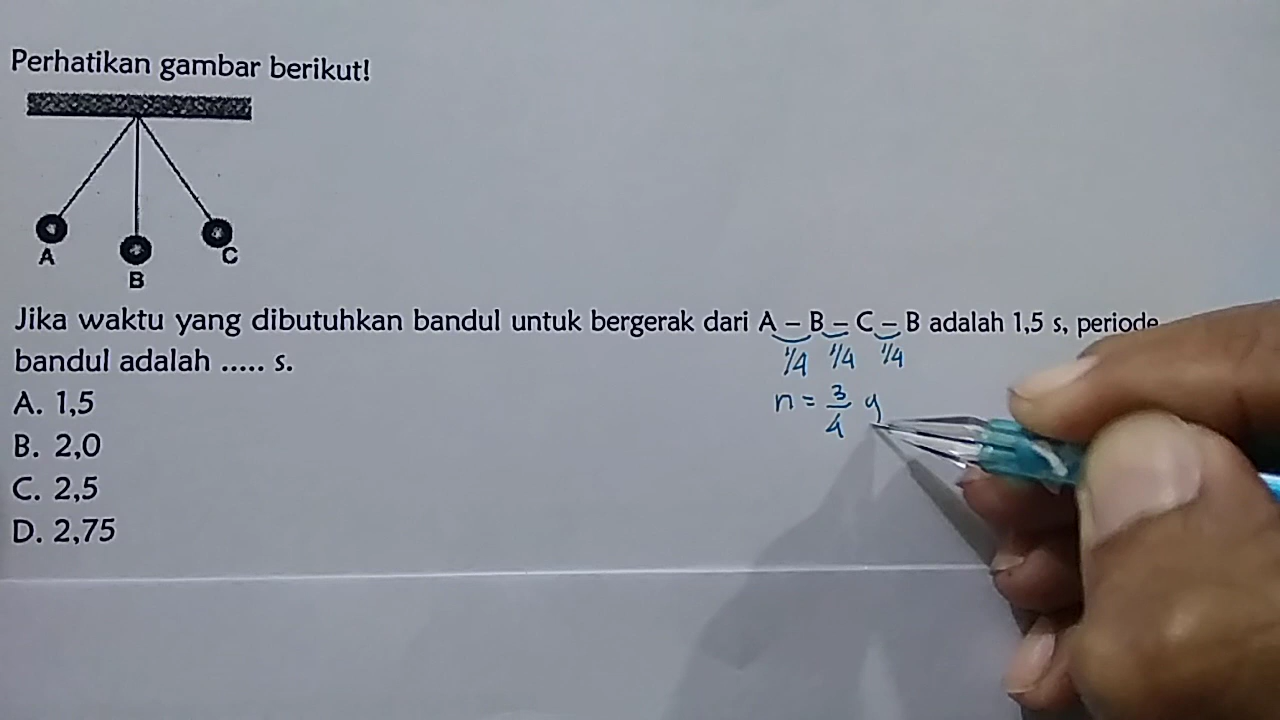 Perhatikan gambar berikut!
A
B
C
Jika waktu yang dibutuhkan bandul untuk bergerak dari A – B – C – B adalah 1,5 s, periode
1/4 1/4 1/4
bandul adalah ..... s.
A. 1,5
n = 3/4 g
B. 2,0
C. 2,5
D. 2,75